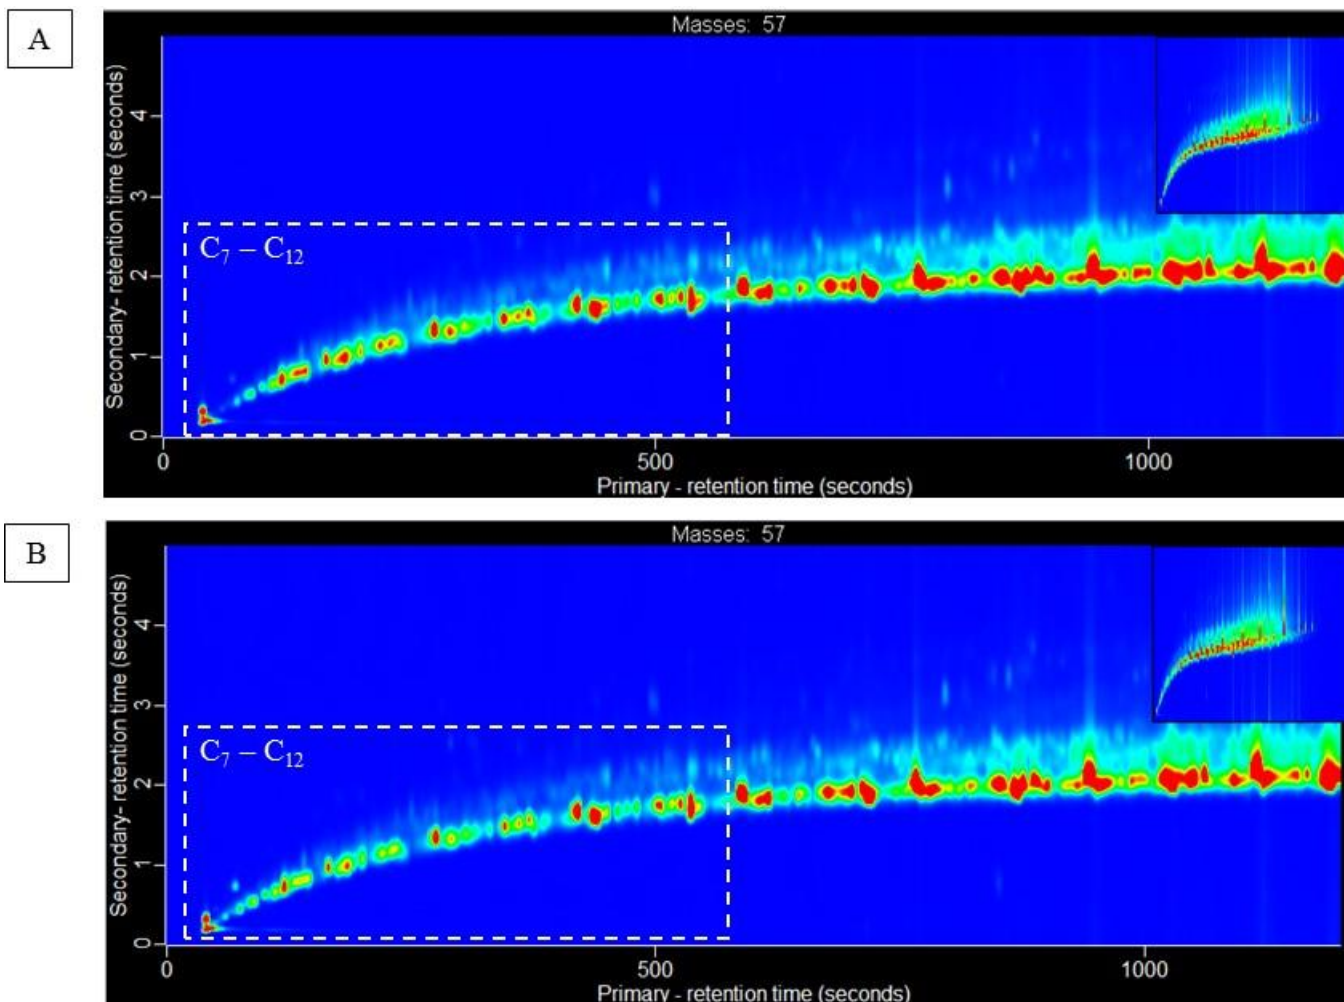 A
Masses: 57
Secondary- retention time (seconds)
4
3
2
1
0
C₇ – C₁₂
0 500 1000
Primary - retention time (seconds)
B
Masses: 57
Secondary- retention time (seconds)
4
3
2
1
0
C₇ – C₁₂
0 500 1000
Primary - retention time (seconds)